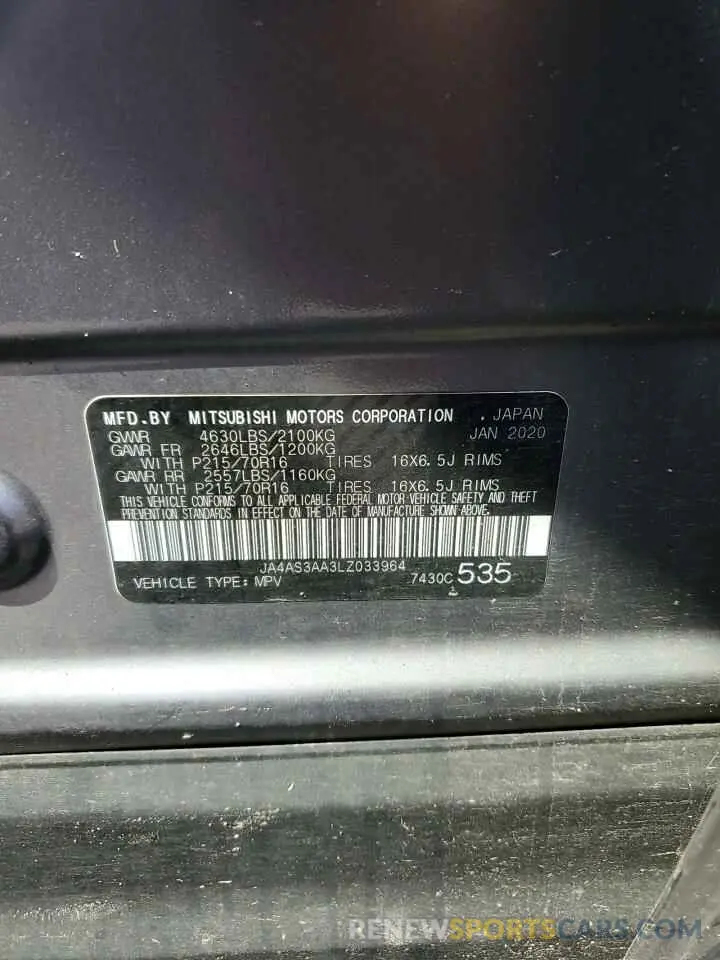 MFD.BY MITSUBISHI MOTORS CORPORATION . JAPAN
GVWR 4630LBS/2100KG JAN 2020
GAWR FR 2646LBS/1200KG
WITH P215/70R16 TIRES 16X6.5J RIMS
GAWR RR 2557LBS/1160KG
WITH P215/70R16 TIRES 16X6.5J RIMS
THIS VEHICLE CONFORMS TO ALL APPLICABLE FEDERAL MOTOR VEHICLE SAFETY AND THEFT
PREVENTION STANDARDS IN EFFECT ON THE DATE OF MANUFACTURE SHOWN ABOVE.
JA4AS3AA3LZ033964
VEHICLE TYPE: MPV 7430C 535
1
RENEWSPORTSCARS.COM